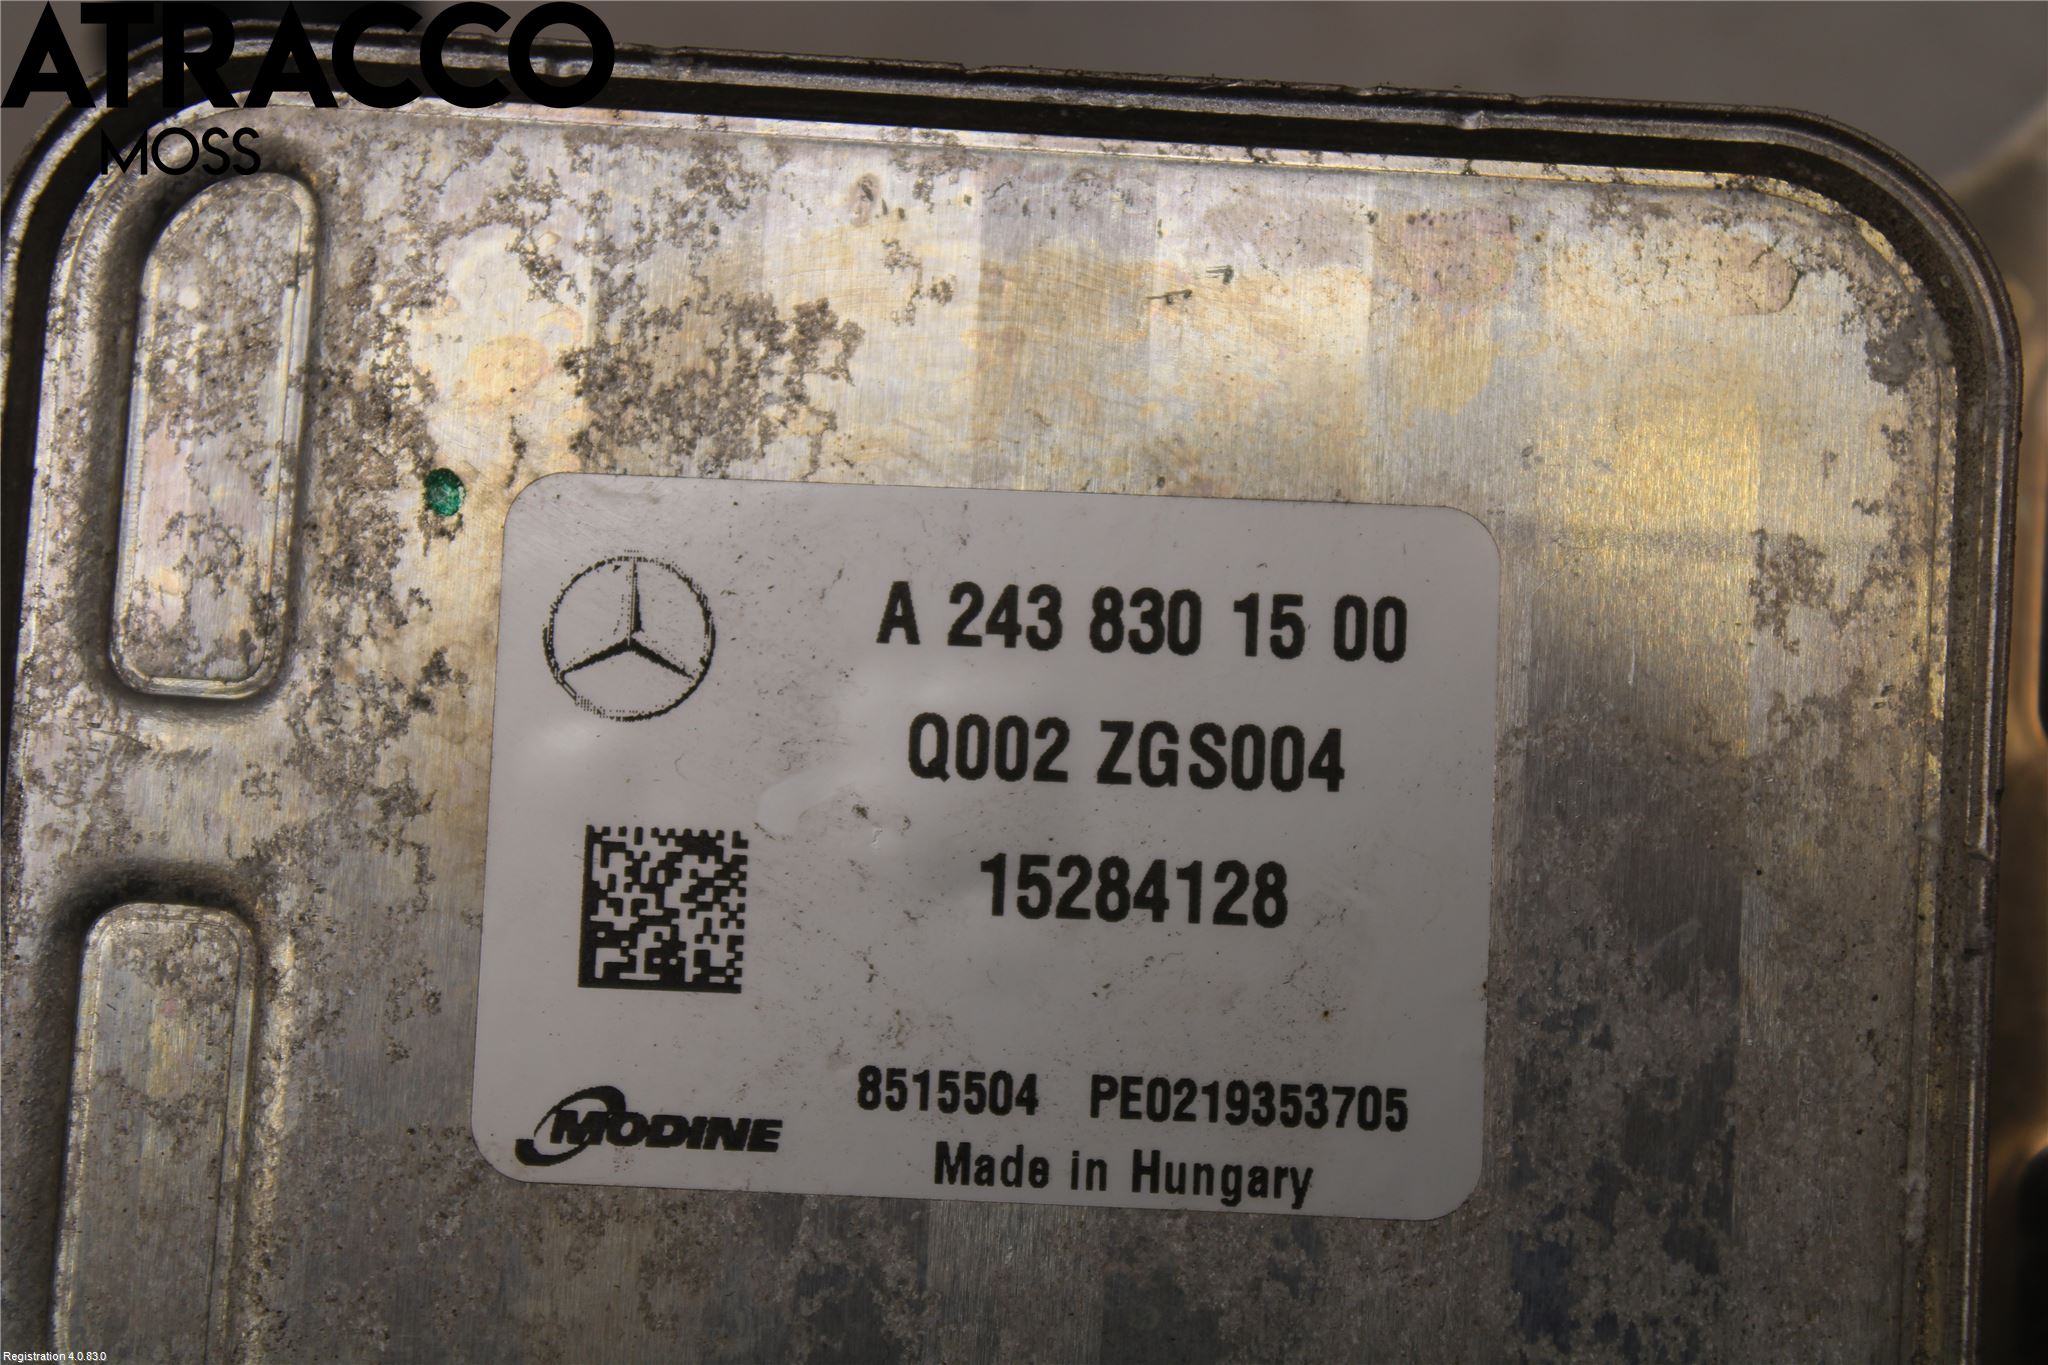 ATRACCO
MOSS
A 243 830 15 00
Q002 ZGS004
15284128
8515504 PE0219353705
MODINE
Made in Hungary
Registration 4.0.83.0